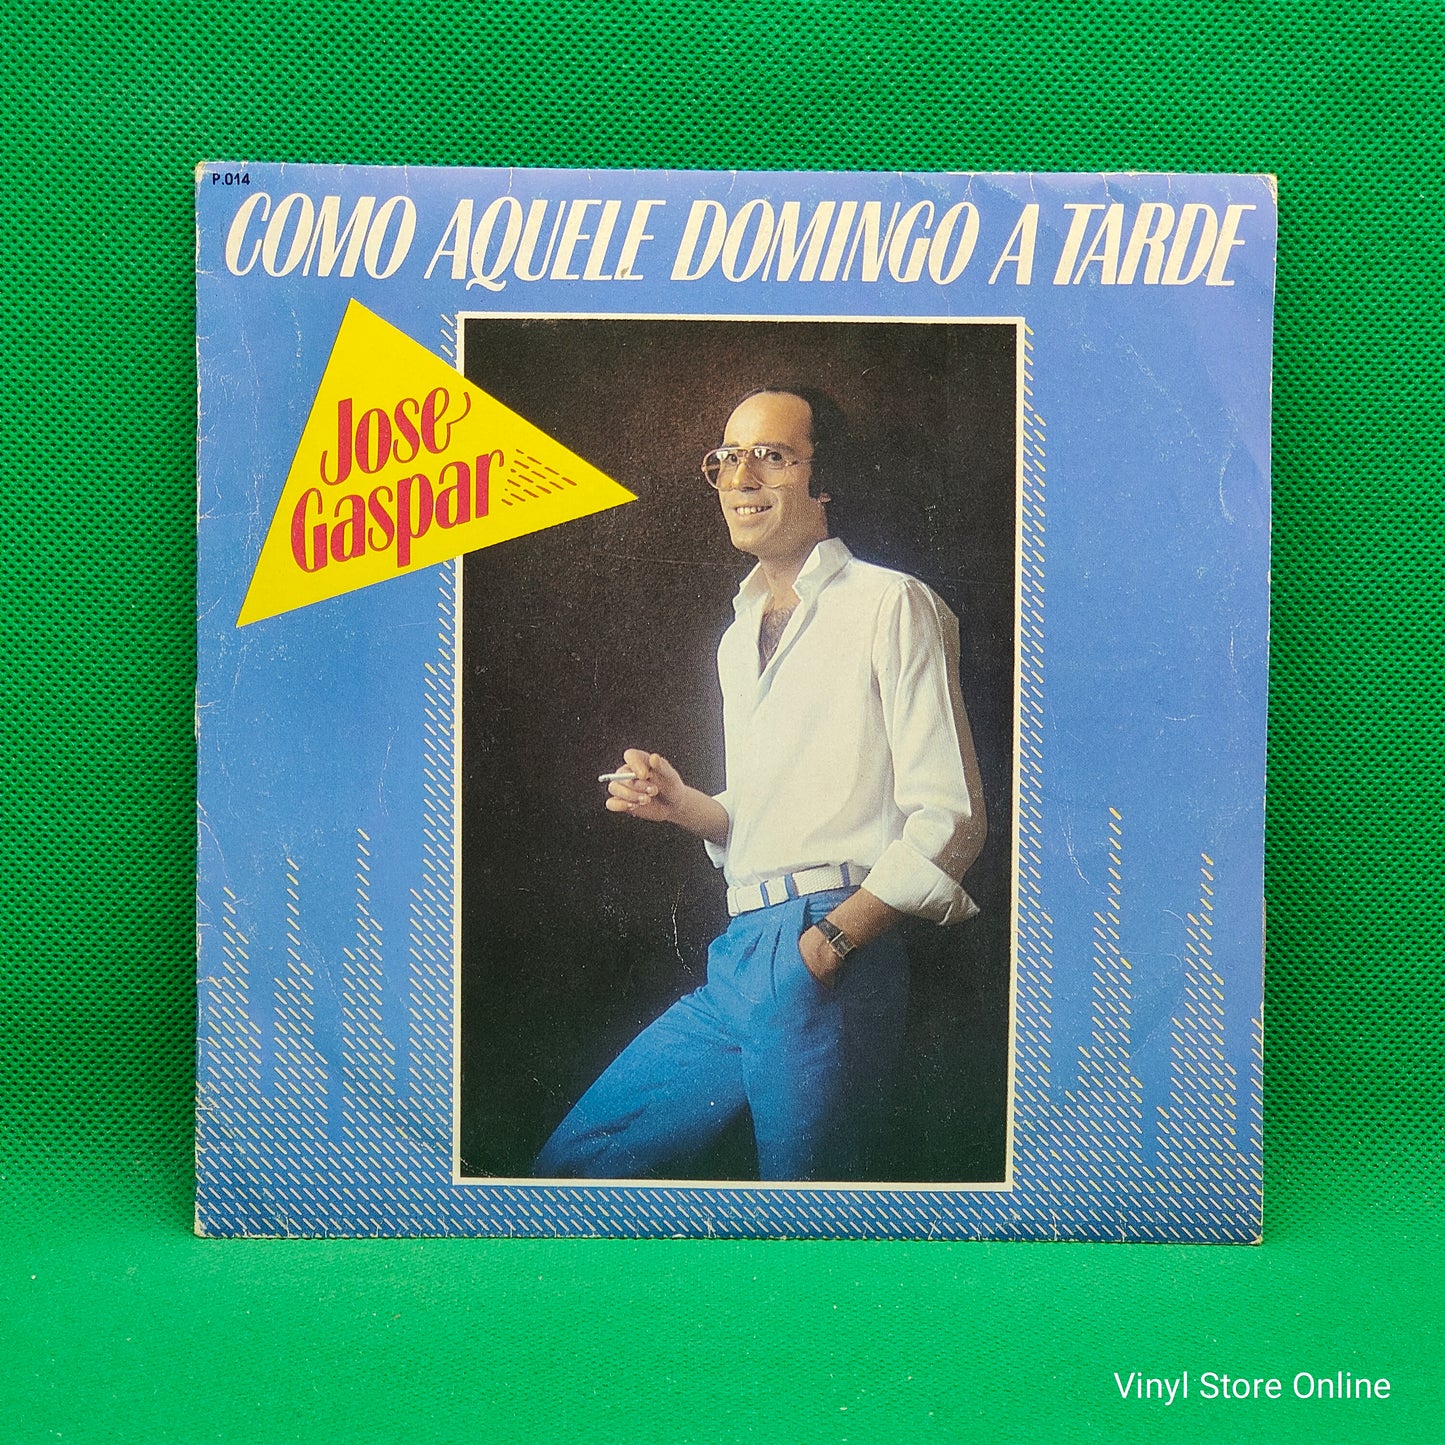 P.014
COMO AQUELE DOMINGO A TARDE
Jose
Gaspar
Vinyl Store Online